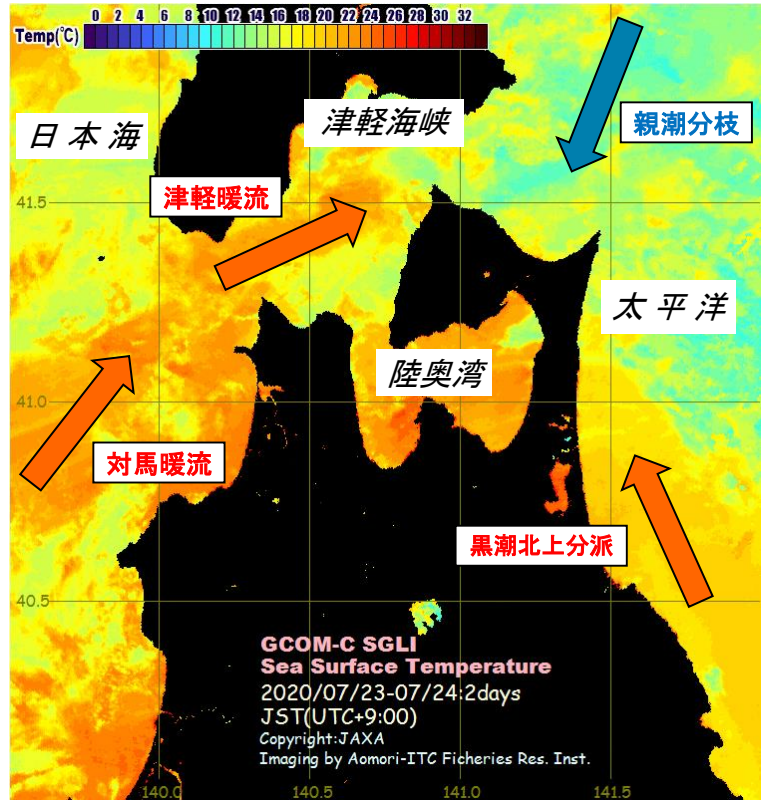 0 2 4 6 8 10 12 14 16 18 20 22 24 26 28 30 32
Temp(℃)
日本海
津軽海峡
親潮分枝
津軽暖流
41.5
太平洋
陸奥湾
41.0
対馬暖流
黒潮北上分派
40.5
GCOM-C SGLI
Sea Surface Temperature
2020/07/23-07/24:2days
JST(UTC+9:00)
Copyright:JAXA
Imaging by Aomori-ITC Ficheries Res. Inst.
140.0 140.5 141.0 141.5